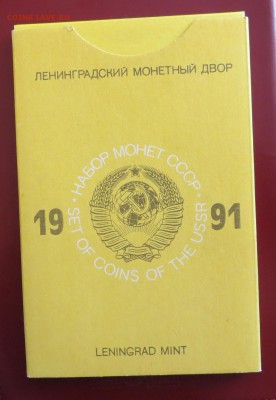 ЛЕНИНГРАДСКИЙ МОНЕТНЫЙ ДВОР
• НАБОР МОНЕТ СССР •
19 91
SET OF COINS OF THE USSR
LENINGRAD MINT